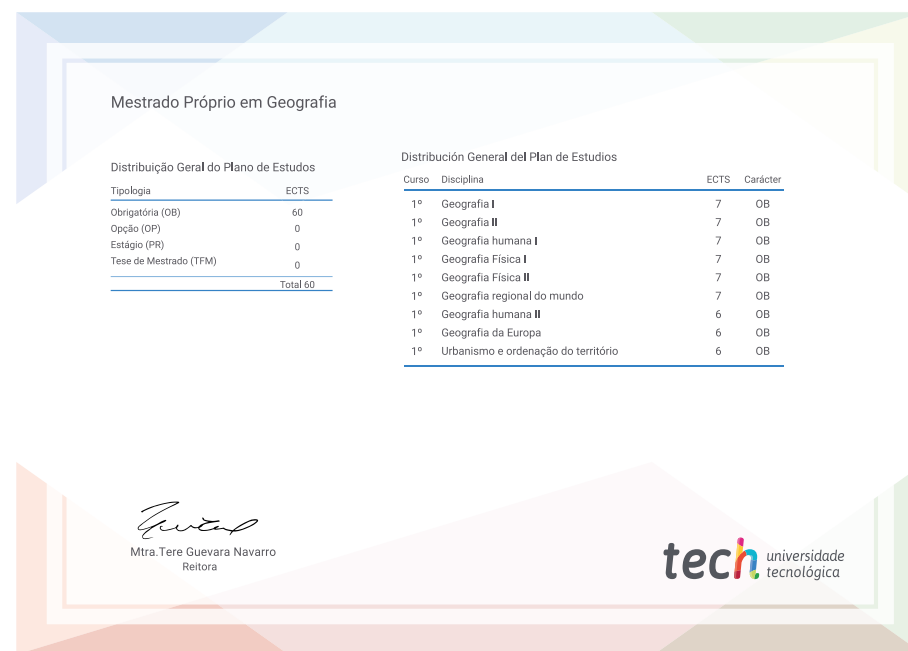 Mestrado Próprio em Geografia
Distribuição Geral do Plano de Estudos
Tipologia ECTS
Obrigatória (OB) 60
Opção (OP) 0
Estágio (PR) 0
Tese de Mestrado (TFM) 0
Total 60
Distribución General del Plan de Estudios
Curso Disciplina ECTS Carácter
1º Geografia I 7 OB
1º Geografia II 7 OB
1º Geografia humana I 7 OB
1º Geografia Física I 7 OB
1º Geografia Física II 7 OB
1º Geografia regional do mundo 7 OB
1º Geografia humana II 6 OB
1º Geografia da Europa 6 OB
1º Urbanismo e ordenação do território 6 OB
Mtra.Tere Guevara Navarro
Reitora
tech universidade
tecnológica